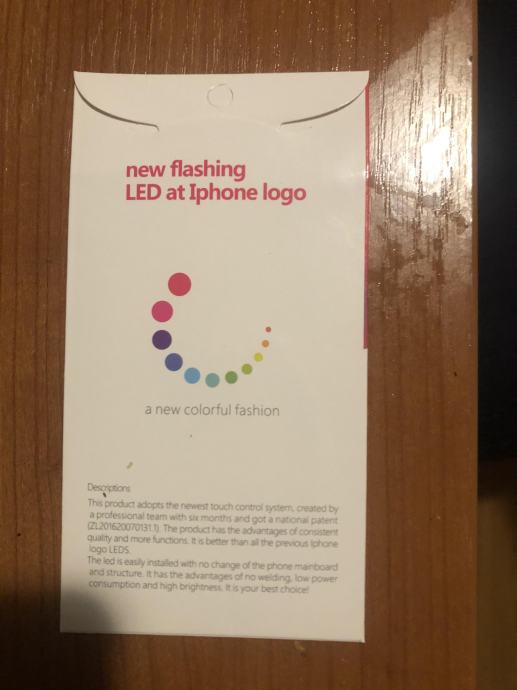 new flashing
LED at Iphone logo
a new colorful fashion
Descriptions
This product adopts the newest touch control system, created by
a professional team with six months and got a national patent
(ZL201620070131.1). The product has the advantages of consistent
quality and more functions. It is better than all the previous Iphone
logo LEDS.
The led is easily installed with no change of the phone mainboard
and structure. It has the advantages of no welding, low power
consumption and high brightness. It is your best choice!